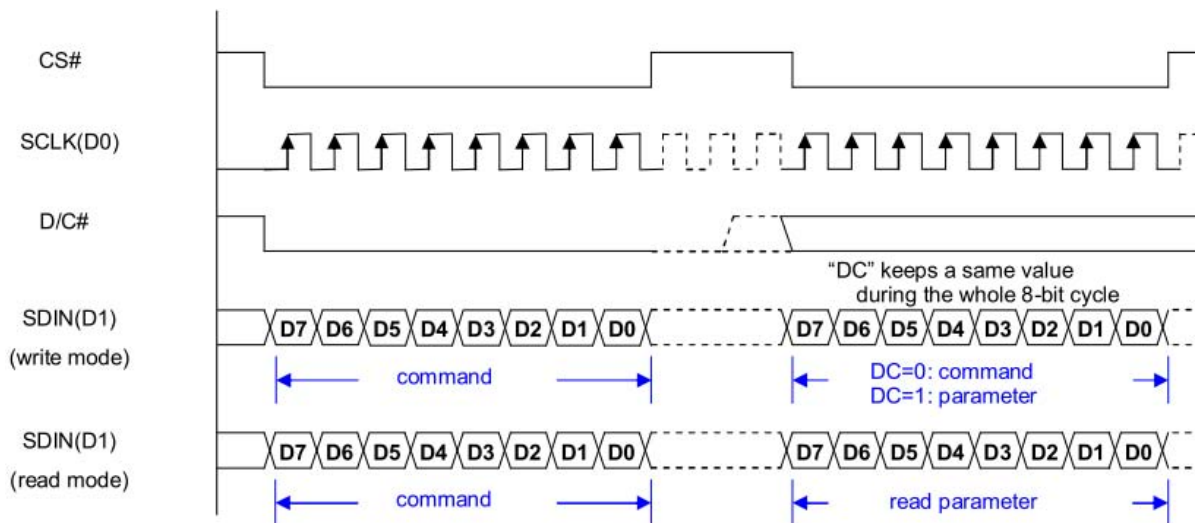 CS#
SCLK(D0)
D/C#
“DC” keeps a same value
during the whole 8-bit cycle
SDIN(D1)
(write mode)
D7 D6 D5 D4 D3 D2 D1 D0 D7 D6 D5 D4 D3 D2 D1 D0
command
DC=0: command
DC=1: parameter
SDIN(D1)
(read mode)
D7 D6 D5 D4 D3 D2 D1 D0 D7 D6 D5 D4 D3 D2 D1 D0
command read parameter